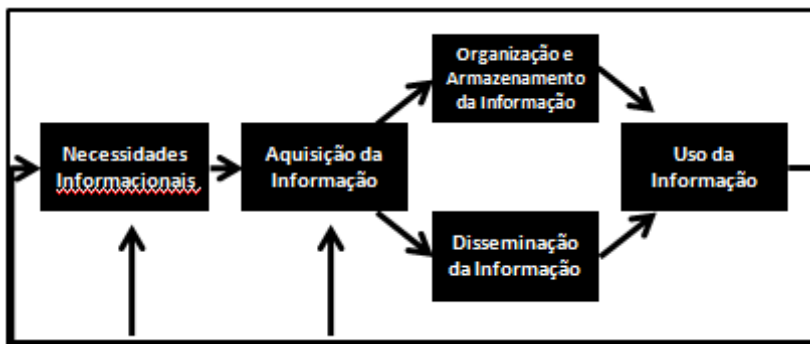 Necessidades
Informacionais
Aquisição da
Informação
Organização e
Armazenamento
da Informação
Disseminação
da Informação
Uso da
Informação